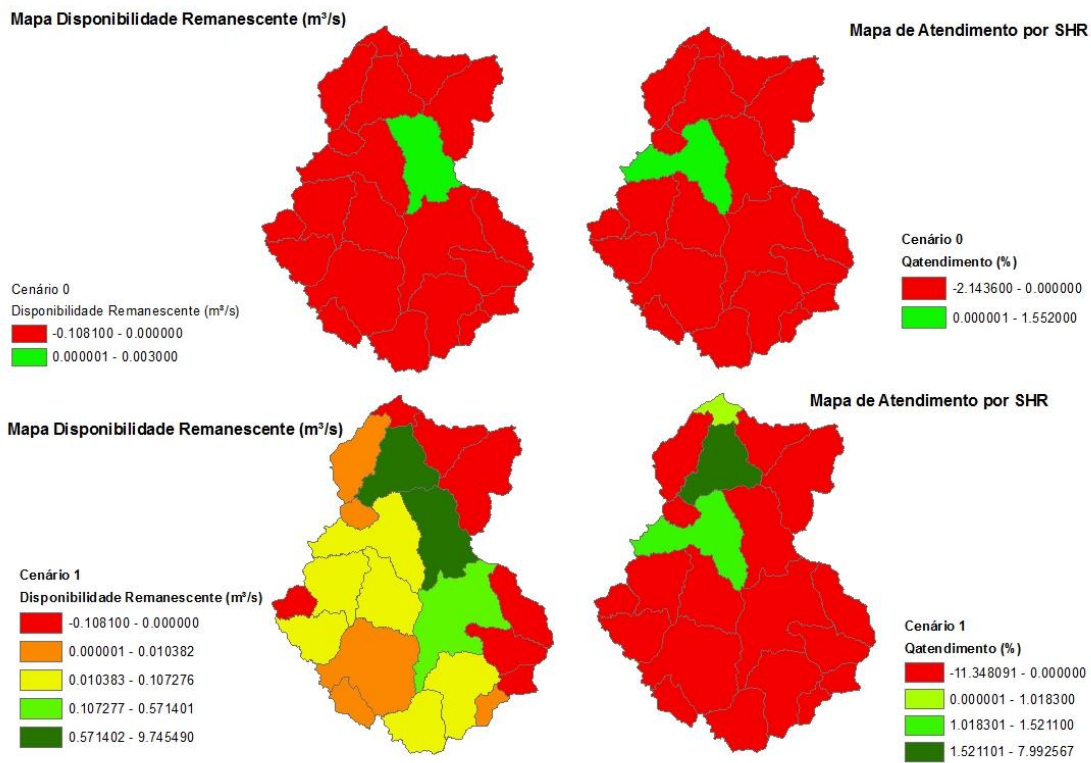 Mapa Disponibilidade Remanescente (m³/s)
Mapa de Atendimento por SHR
Cenário 0
Disponibilidade Remanescente (m³/s)
-0.108100 - 0.000000
0.000001 - 0.003000
Cenário 0
Qatendimento (%)
-2.143600 - 0.000000
0.000001 - 1.552000
Mapa Disponibilidade Remanescente (m³/s)
Mapa de Atendimento por SHR
Cenário 1
Disponibilidade Remanescente (m³/s)
-0.108100 - 0.000000
0.000001 - 0.010382
0.010383 - 0.107276
0.107277 - 0.571401
0.571402 - 9.745490
Cenário 1
Qatendimento (%)
-11.348091 - 0.000000
0.000001 - 1.018300
1.018301 - 1.521100
1.521101 - 7.992567